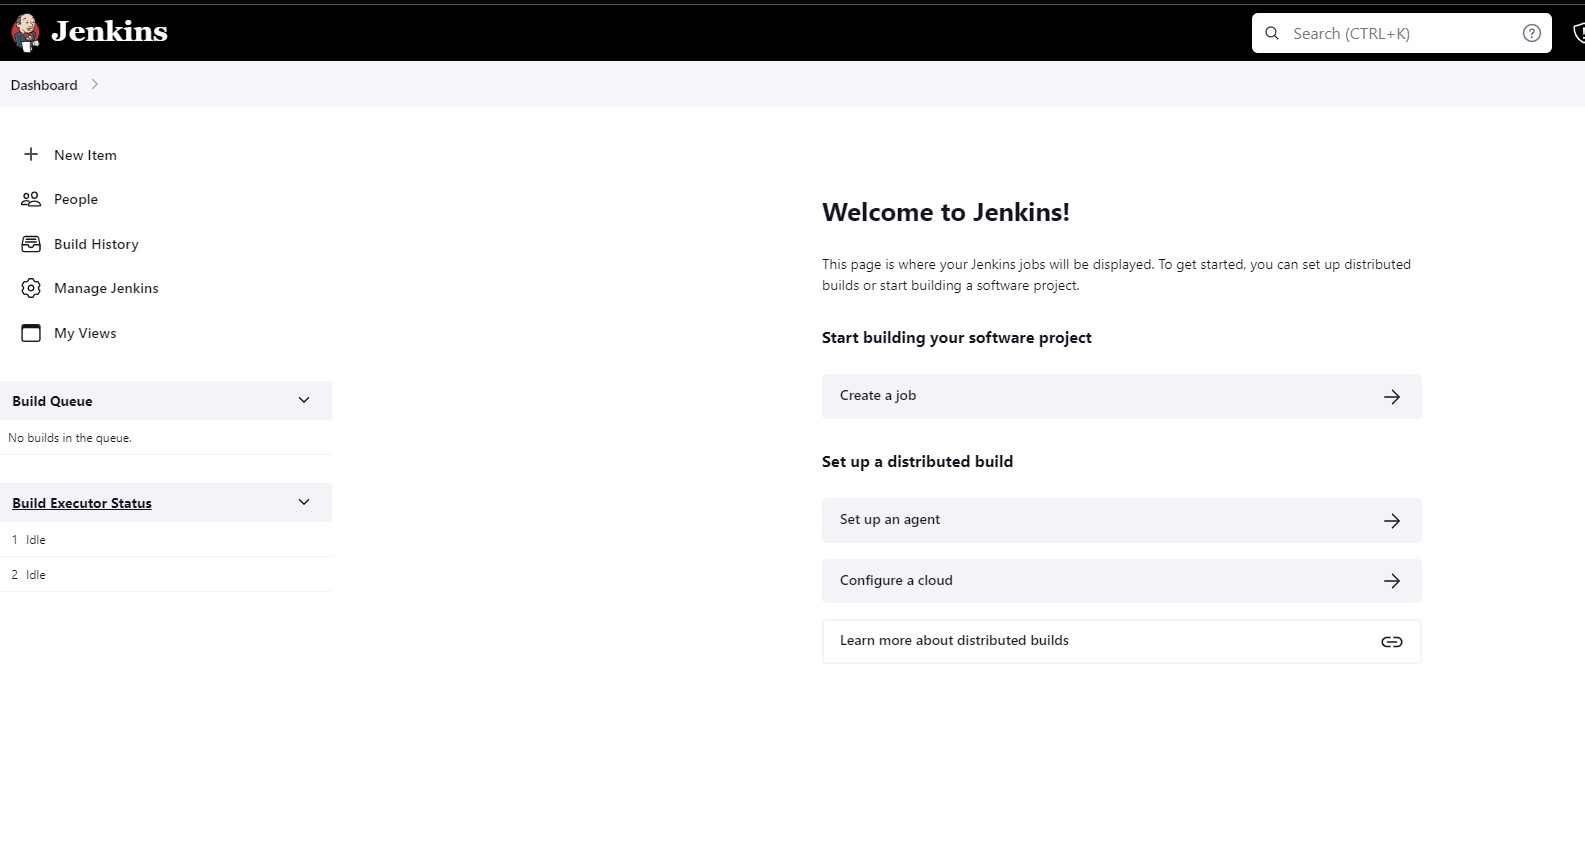 Jenkins
Search (CTRL+K)
Dashboard
New Item
People
Build History
Manage Jenkins
My Views
Build Queue
No builds in the queue.
Build Executor Status
1 Idle
2 Idle
Welcome to Jenkins!
This page is where your Jenkins jobs will be displayed. To get started, you can set up distributed
builds or start building a software project.
Start building your software project
Create a job
Set up a distributed build
Set up an agent
Configure a cloud
Learn more about distributed builds